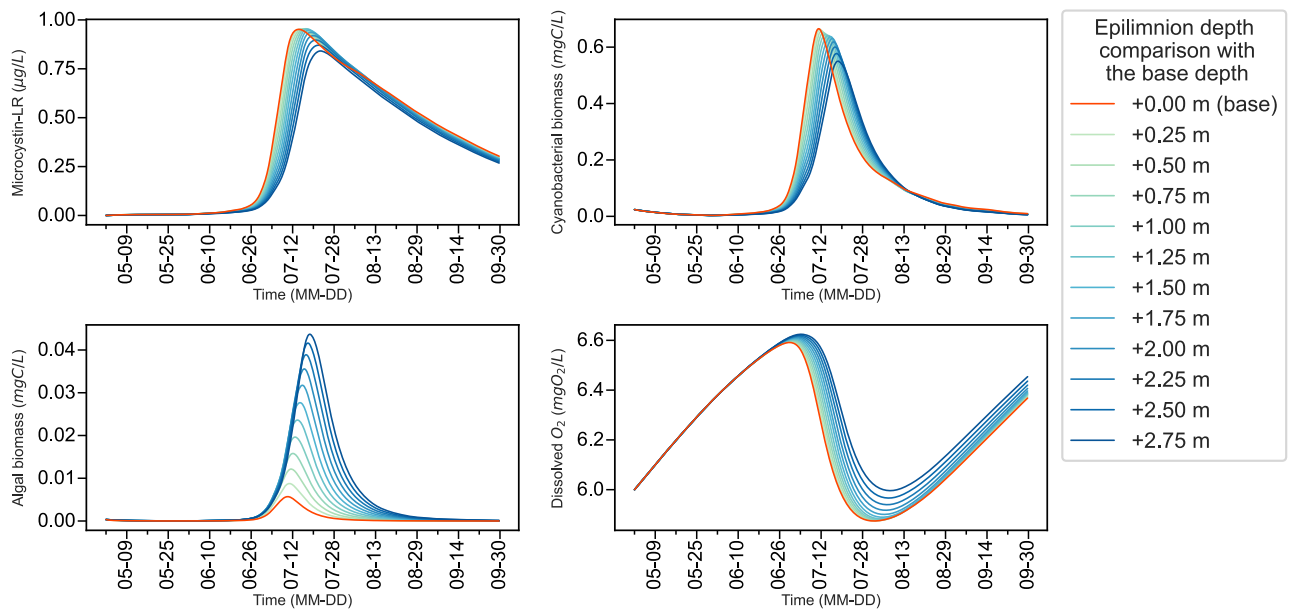 Microcystin-LR (μg/L)
1.00
0.75
0.50
0.25
0.00
05-09
05-25
06-10
06-26
07-12
07-28
08-13
08-29
09-14
09-30
Time (MM-DD)
Cyanobacterial biomass (mgC/L)
0.6
0.4
0.2
0.0
05-09
05-25
06-10
06-26
07-12
07-28
08-13
08-29
09-14
09-30
Time (MM-DD)
Algal biomass (mgC/L)
0.04
0.03
0.02
0.01
0.00
05-09
05-25
06-10
06-26
07-12
07-28
08-13
08-29
09-14
09-30
Time (MM-DD)
Dissolved O₂ (mgO₂/L)
6.6
6.4
6.2
6.0
05-09
05-25
06-10
06-26
07-12
07-28
08-13
08-29
09-14
09-30
Time (MM-DD)
Epilimnion depth
comparison with
the base depth
+0.00 m (base)
+0.25 m
+0.50 m
+0.75 m
+1.00 m
+1.25 m
+1.50 m
+1.75 m
+2.00 m
+2.25 m
+2.50 m
+2.75 m